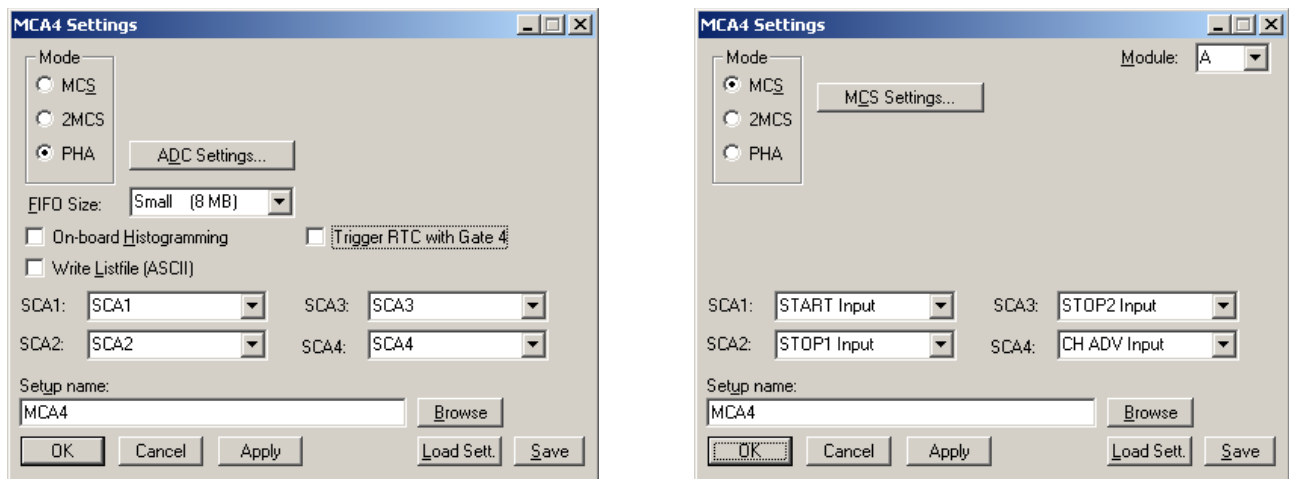 MCA4 Settings
Mode
MCS
2MCS
PHA
ADC Settings...
FIFO Size: Small (8 MB)
On-board Histogramming
Trigger RTC with Gate 4
Write Listfile (ASCII)
SCA1: SCA1
SCA3: SCA3
SCA2: SCA2
SCA4: SCA4
Setup name:
MCA4
Browse
OK
Cancel
Apply
Load Sett.
Save
MCA4 Settings
Mode
Module: A
MCS
MCS Settings...
2MCS
PHA
SCA1: START Input
SCA3: STOP2 Input
SCA2: STOP1 Input
SCA4: CH ADV Input
Setup name:
MCA4
Browse
OK
Cancel
Apply
Load Sett.
Save